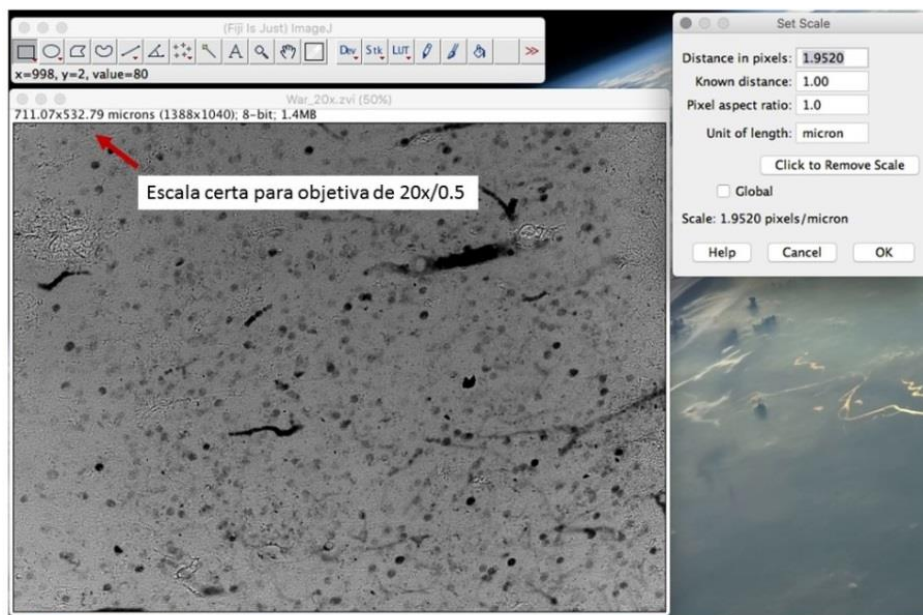 (Fiji Is Just) ImageJ
A Dev Stk LUT >>
x=998, y=2, value=80
War_20x.zvi (50%)
711.07x532.79 microns (1388x1040); 8-bit; 1.4MB
Escala certa para objetiva de 20x/0.5
Set Scale
Distance in pixels: 1.9520
Known distance: 1.00
Pixel aspect ratio: 1.0
Unit of length: micron
Click to Remove Scale
Global
Scale: 1.9520 pixels/micron
Help Cancel OK